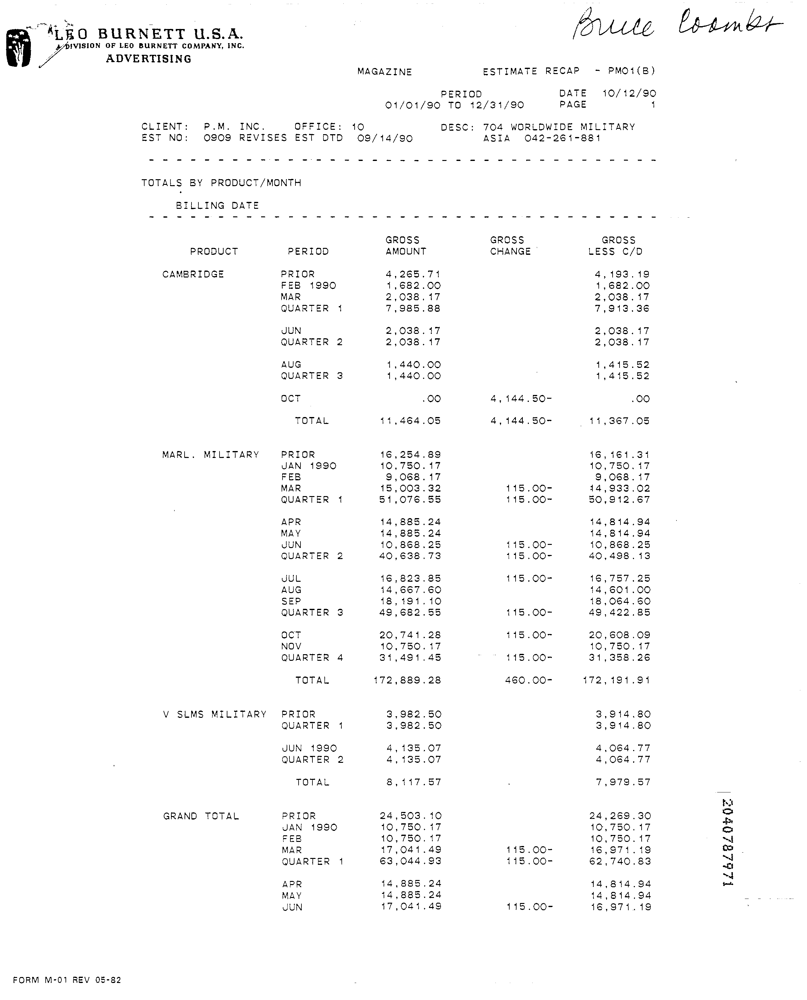 Bruce Coombs
LEO BURNETT U.S.A.
A DIVISION OF LEO BURNETT COMPANY, INC.
ADVERTISING
MAGAZINE ESTIMATE RECAP - PM01(B)
PERIOD DATE 10/12/90
01/01/90 TO 12/31/90 PAGE 1
CLIENT: P.M. INC. OFFICE: 10 DESC: 704 WORLDWIDE MILITARY
EST NO: 0909 REVISES EST DTD 09/14/90 ASIA 042-261-881
TOTALS BY PRODUCT/MONTH
BILLING DATE
GROSS GROSS GROSS
PRODUCT PERIOD AMOUNT CHANGE LESS C/D
CAMBRIDGE PRIOR 4,265.71 4,193.19
FEB 1990 1,682.00 1,682.00
MAR 2,038.17 2,038.17
QUARTER 1 7,985.88 7,913.36
JUN 2,038.17 2,038.17
QUARTER 2 2,038.17 2,038.17
AUG 1,440.00 1,415.52
QUARTER 3 1,440.00 1,415.52
OCT .00 4,144.50- .00
TOTAL 11,464.05 4,144.50- 11,367.05
MARL. MILITARY PRIOR 16,254.89 16,161.31
JAN 1990 10,750.17 10,750.17
FEB 9,068.17 9,068.17
MAR 15,003.32 115.00- 14,933.02
QUARTER 1 51,076.55 115.00- 50,912.67
APR 14,885.24 14,814.94
MAY 14,885.24 14,814.94
JUN 10,868.25 115.00- 10,868.25
QUARTER 2 40,638.73 115.00- 40,498.13
JUL 16,823.85 115.00- 16,757.25
AUG 14,667.60 14,601.00
SEP 18,191.10 18,064.60
QUARTER 3 49,682.55 115.00- 49,422.85
OCT 20,741.28 115.00- 20,608.09
NOV 10,750.17 10,750.17
QUARTER 4 31,491.45 115.00- 31,358.26
TOTAL 172,889.28 460.00- 172,191.91
V SLMS MILITARY PRIOR 3,982.50 3,914.80
QUARTER 1 3,982.50 3,914.80
JUN 1990 4,135.07 4,064.77
QUARTER 2 4,135.07 4,064.77
TOTAL 8,117.57 7,979.57
GRAND TOTAL PRIOR 24,503.10 24,269.30
JAN 1990 10,750.17 10,750.17
FEB 10,750.17 10,750.17
MAR 17,041.49 115.00- 16,971.19
QUARTER 1 63,044.93 115.00- 62,740.83
APR 14,885.24 14,814.94
MAY 14,885.24 14,814.94
JUN 17,041.49 115.00- 16,971.19
2040787971
FORM M-01 REV 05-82